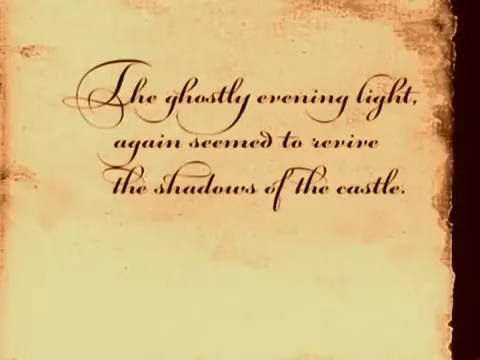 The ghostly evening light,
again seemed to revive
the shadows of the castle.